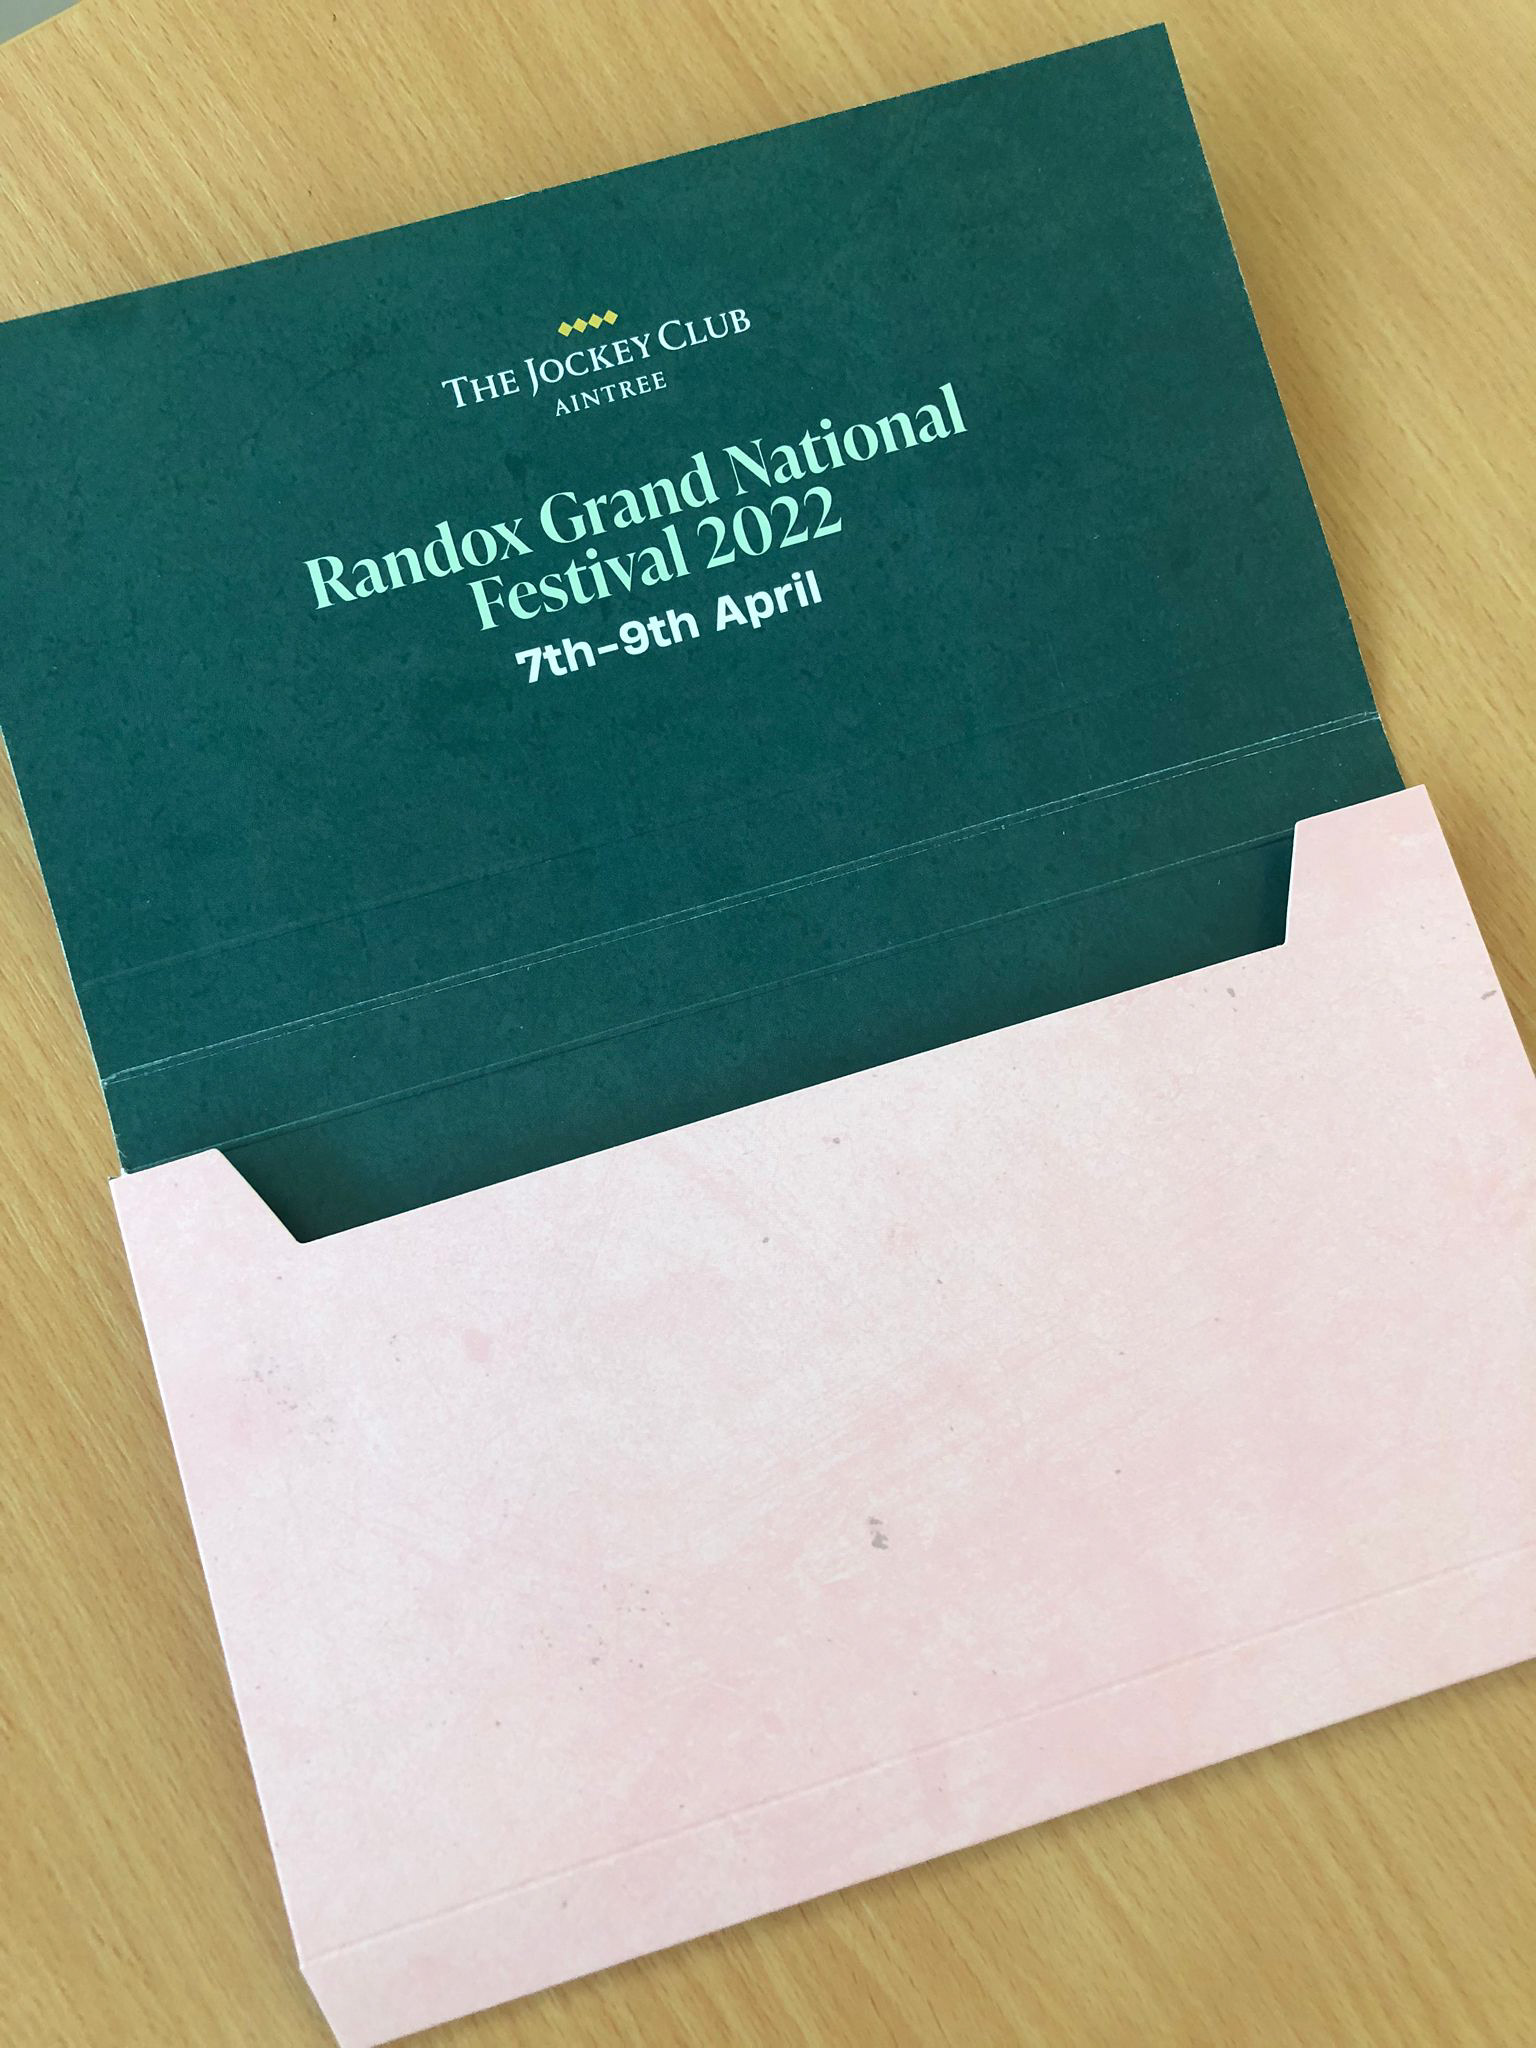 THE JOCKEY CLUB
AINTREE
Randox Grand National
Festival 2022
7th–9th April